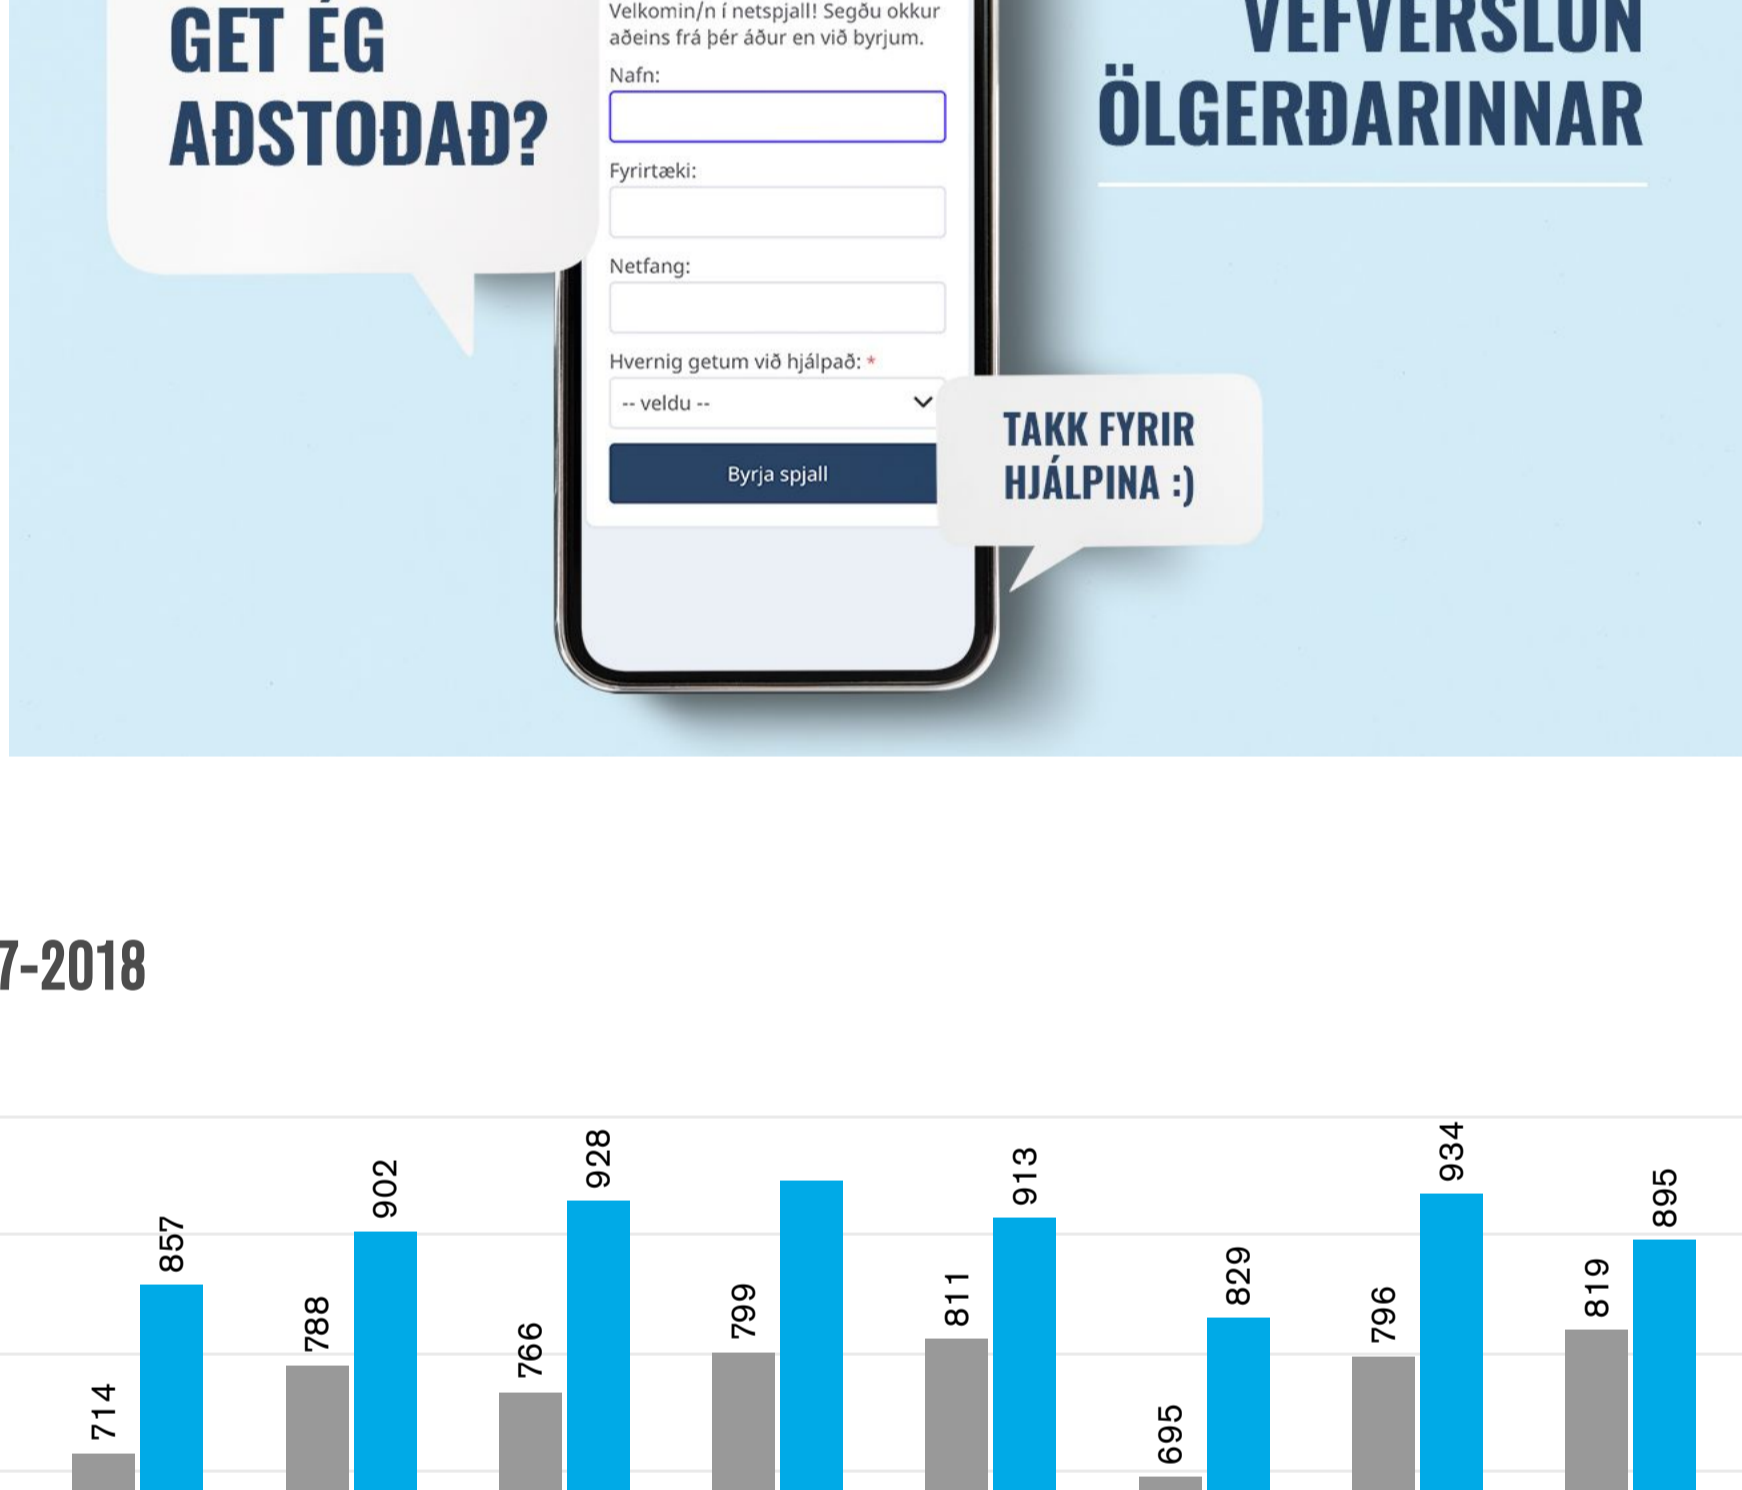 GET ÉG
AÐSTOÐAÐ?
Velkomin/n í netspjall! Segðu okkur
aðeins frá þér áður en við byrjum.
Nafn:
Fyrirtæki:
Netfang:
Hvernig getum við hjálpað: *
-- veldu --
Byrja spjall
VEFVERSLUN
ÖLGERÐARINNAR
TAKK FYRIR
HJÁLPINA :)
7-2018
714
857
788
902
766
928
799
811
913
695
829
796
934
819
895